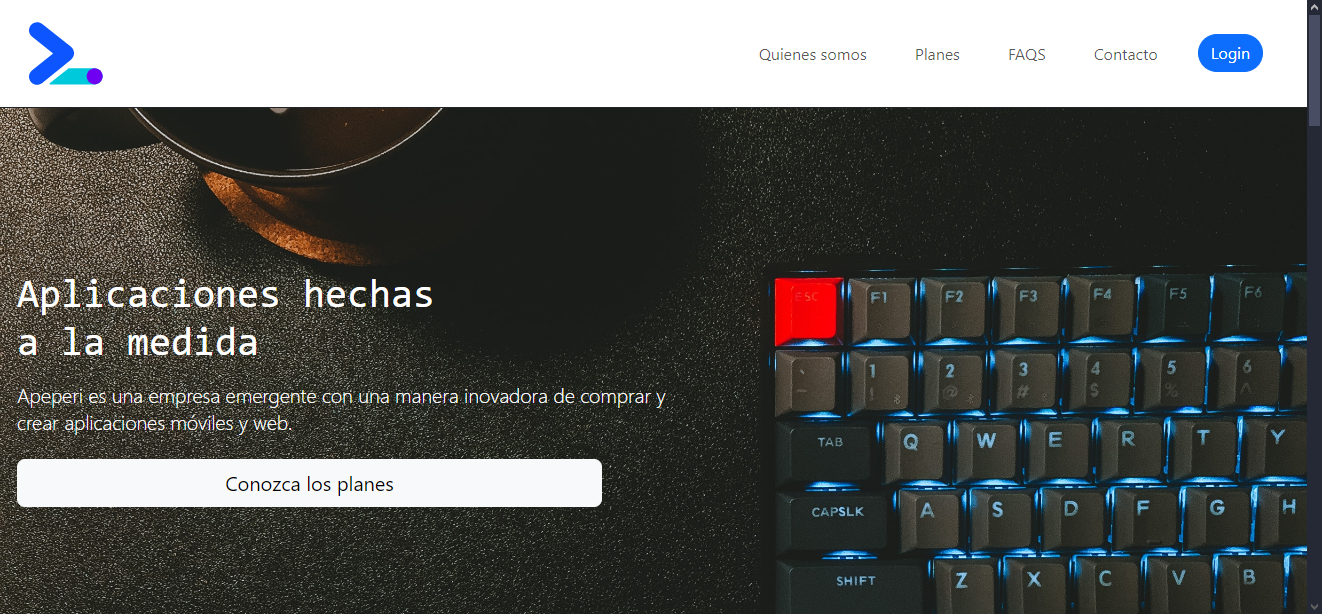 Quienes somos Planes FAQS Contacto Login
Aplicaciones hechas
a la medida
Apeperi es una empresa emergente con una manera inovadora de comprar y
crear aplicaciones móviles y web.
Conozca los planes
ESC F1 F2 F3 F4 F5 F6
` 1 2 3 4 5 6
~ ! @ # $ % ^
TAB Q W E R T Y
CAPSLK A S D F G H
SHIFT Z X C V B